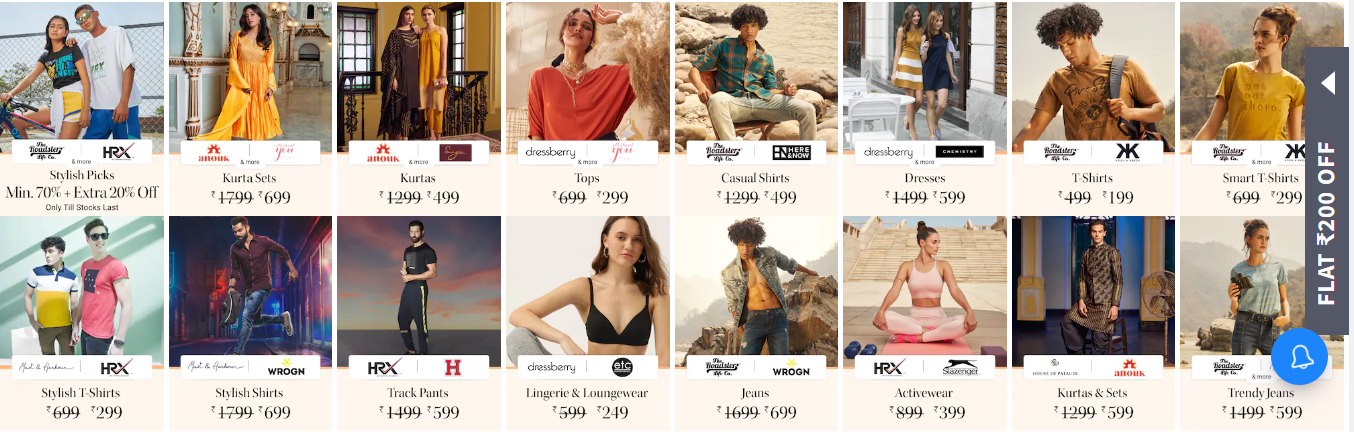 The Roadster Life Co.
HRX
& more
Stylish Picks
Min. 70% + Extra 20% Off
Only Till Stocks Last
anouk
all about you
& more
Kurta Sets
₹1799 ₹699
anouk
Kurtas
₹1299 ₹499
dressberry
all about you
& more
Tops
₹699 ₹299
The Roadster Life Co.
HERE & NOW
Casual Shirts
₹1299 ₹499
dressberry
CHEMISTRY
& more
Dresses
₹1499 ₹599
The Roadster Life Co.
T-Shirts
₹499 ₹199
you
out
there
The Roadster Life Co.
& more
Smart T-Shirts
₹699 ₹299
Mast & Harbour
HRX
Stylish T-Shirts
₹699 ₹299
Mast & Harbour
WROGN
Stylish Shirts
₹1799 ₹699
HRX
H
Track Pants
₹1499 ₹599
dressberry
etc
Lingerie & Loungewear
₹599 ₹249
The Roadster Life Co.
WROGN
Jeans
₹1699 ₹699
HRX
Slazenger
Activewear
₹899 ₹399
HOUSE OF PATAUDI
anouk
Kurtas & Sets
₹1299 ₹599
The Roadster Life Co.
& more
Trendy Jeans
₹1499 ₹599
FLAT ₹200 OFF